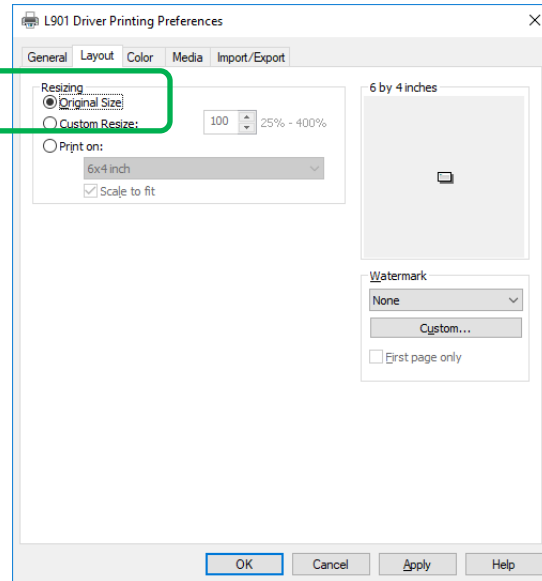 L901 Driver Printing Preferences
General Layout Color Media Import/Export
Resizing
Original Size
Custom Resize: 100 25% - 400%
Print on:
6x4 inch
Scale to fit
6 by 4 inches
Watermark
None
Custom...
First page only
OK Cancel Apply Help